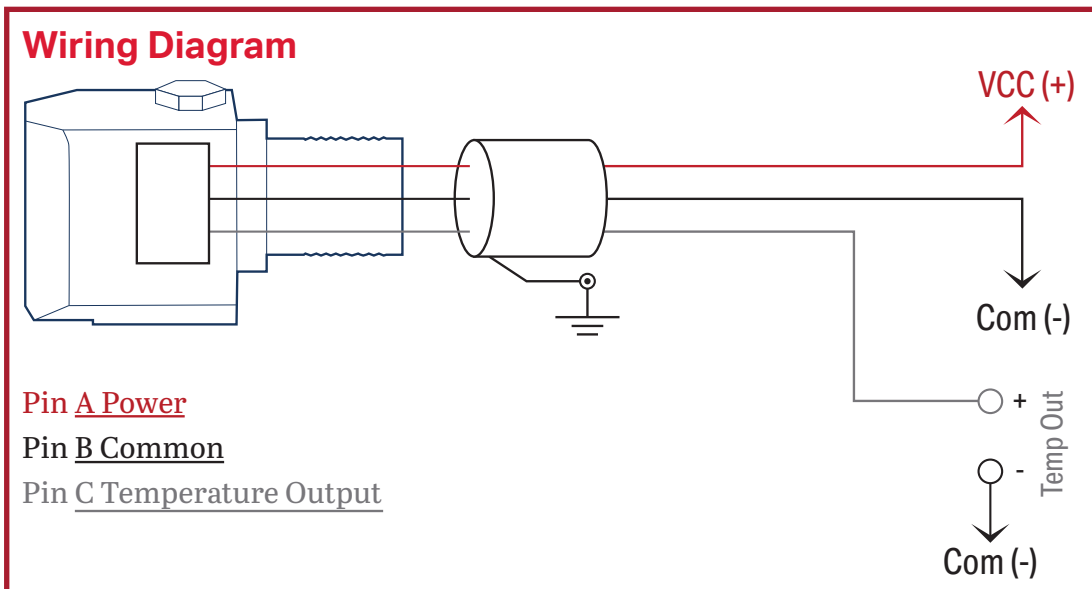 Wiring Diagram
VCC (+)
Com (-)
Pin A Power
Pin B Common
Pin C Temperature Output
+
-
Temp Out
Com (-)